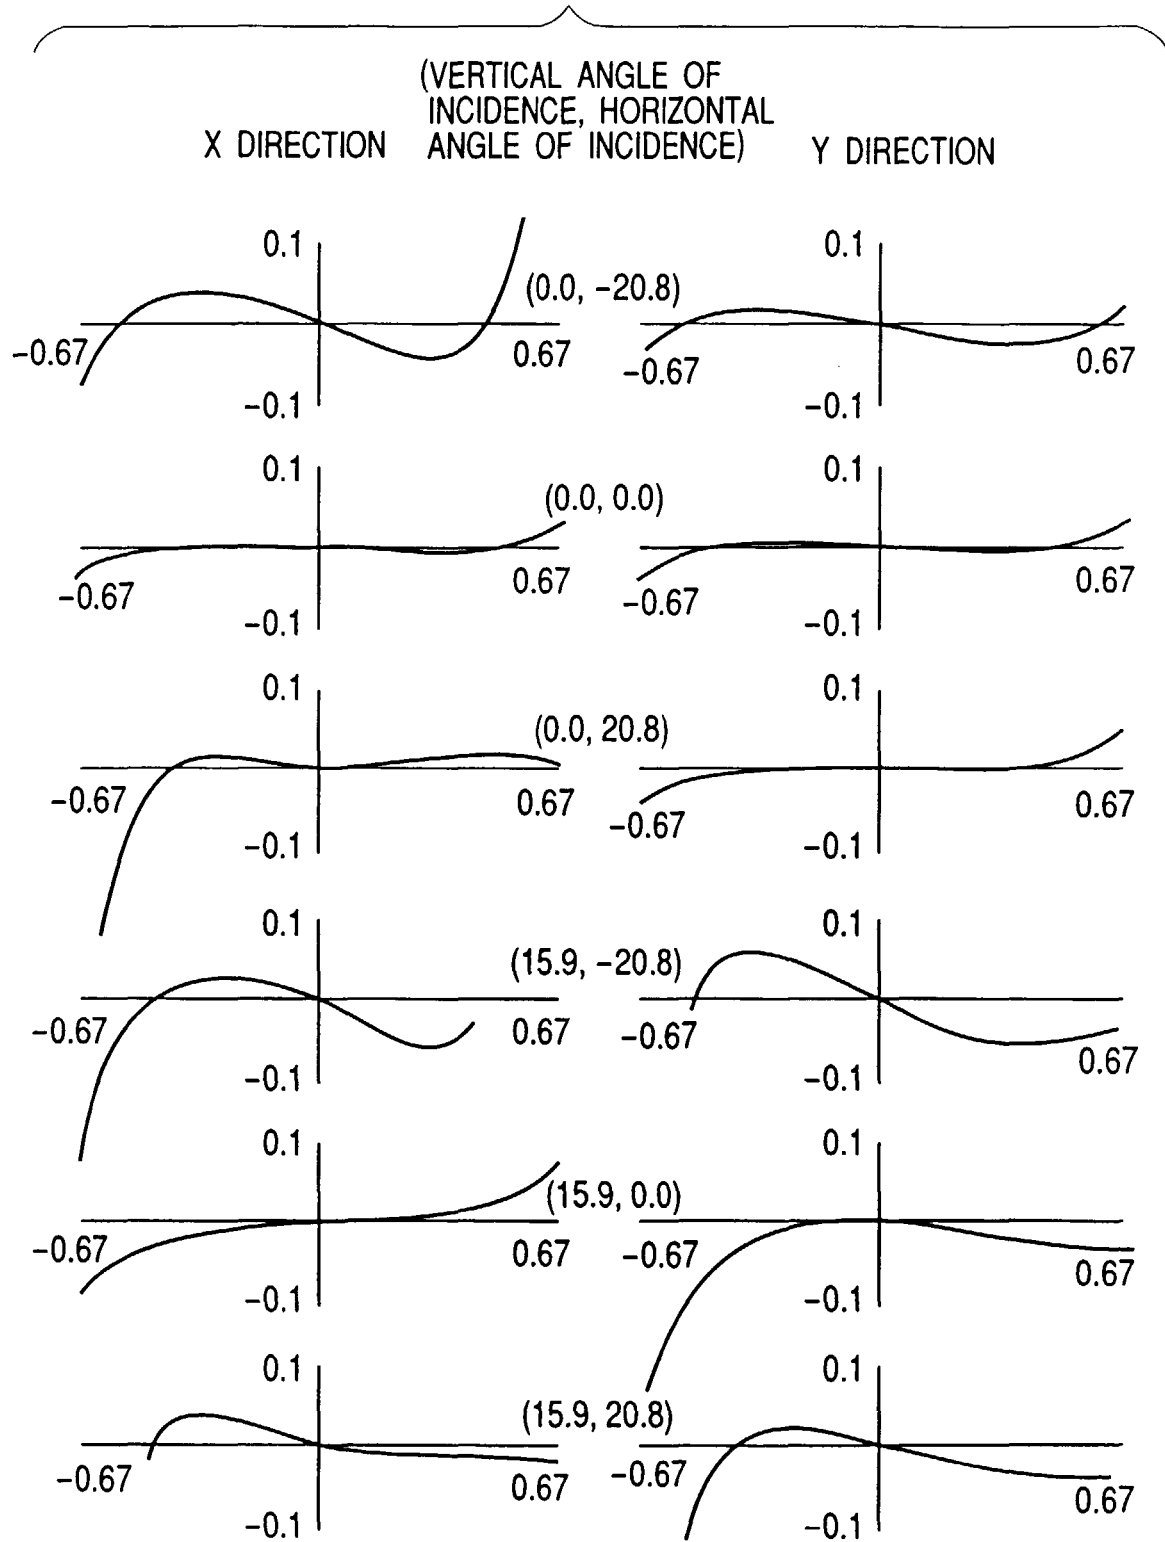 (VERTICAL ANGLE OF
INCIDENCE, HORIZONTAL
X DIRECTION ANGLE OF INCIDENCE) Y DIRECTION
0.1 0.1
(0.0, −20.8)
−0.67 0.67 −0.67 0.67
−0.1 −0.1
0.1 0.1
(0.0, 0.0)
−0.67 0.67 −0.67 0.67
−0.1 −0.1
0.1 0.1
(0.0, 20.8)
−0.67 0.67 −0.67 0.67
−0.1 −0.1
0.1 0.1
(15.9, −20.8)
−0.67 0.67 −0.67 0.67
−0.1 −0.1
0.1 0.1
(15.9, 0.0)
−0.67 0.67 −0.67 0.67
−0.1 −0.1
0.1 0.1
(15.9, 20.8)
−0.67 0.67 −0.67 0.67
−0.1 −0.1